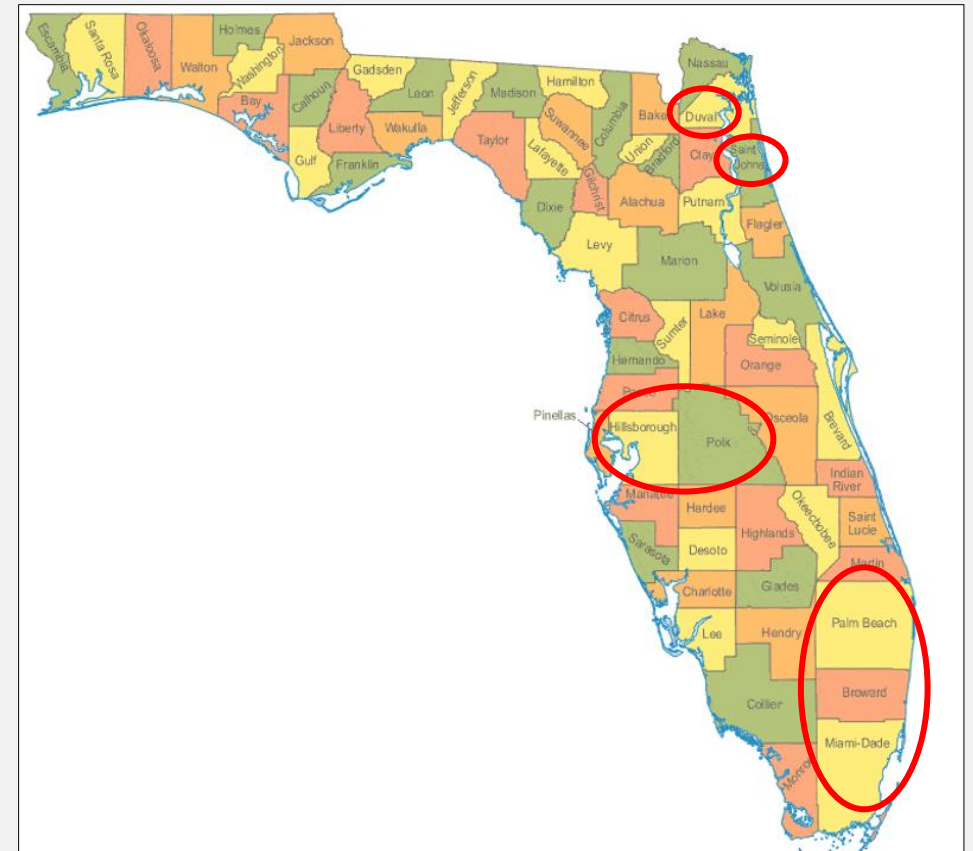 Escambia
Santa Rosa
Okaloosa
Walton
Holmes
Washington
Jackson
Bay
Calhoun
Gulf
Liberty
Gadsden
Franklin
Leon
Wakulla
Jefferson
Madison
Taylor
Hamilton
Suwannee
Lafayette
Dixie
Columbia
Gilchrist
Union
Bradford
Bake
Nassau
Duval
Clay
Saint
Johns
Alachua
Putnam
Flagler
Levy
Marion
Volusia
Citrus
Sumter
Lake
Seminole
Hernando
Orange
Pinellas
Hillsborough
Polk
Osceola
Brevard
Indian
River
Manatee
Hardee
Highlands
Okeechobee
Saint
Lucie
Sarasota
Desoto
Martin
Charlotte
Glades
Lee
Hendry
Palm Beach
Collier
Broward
Miami-Dade
Monroe